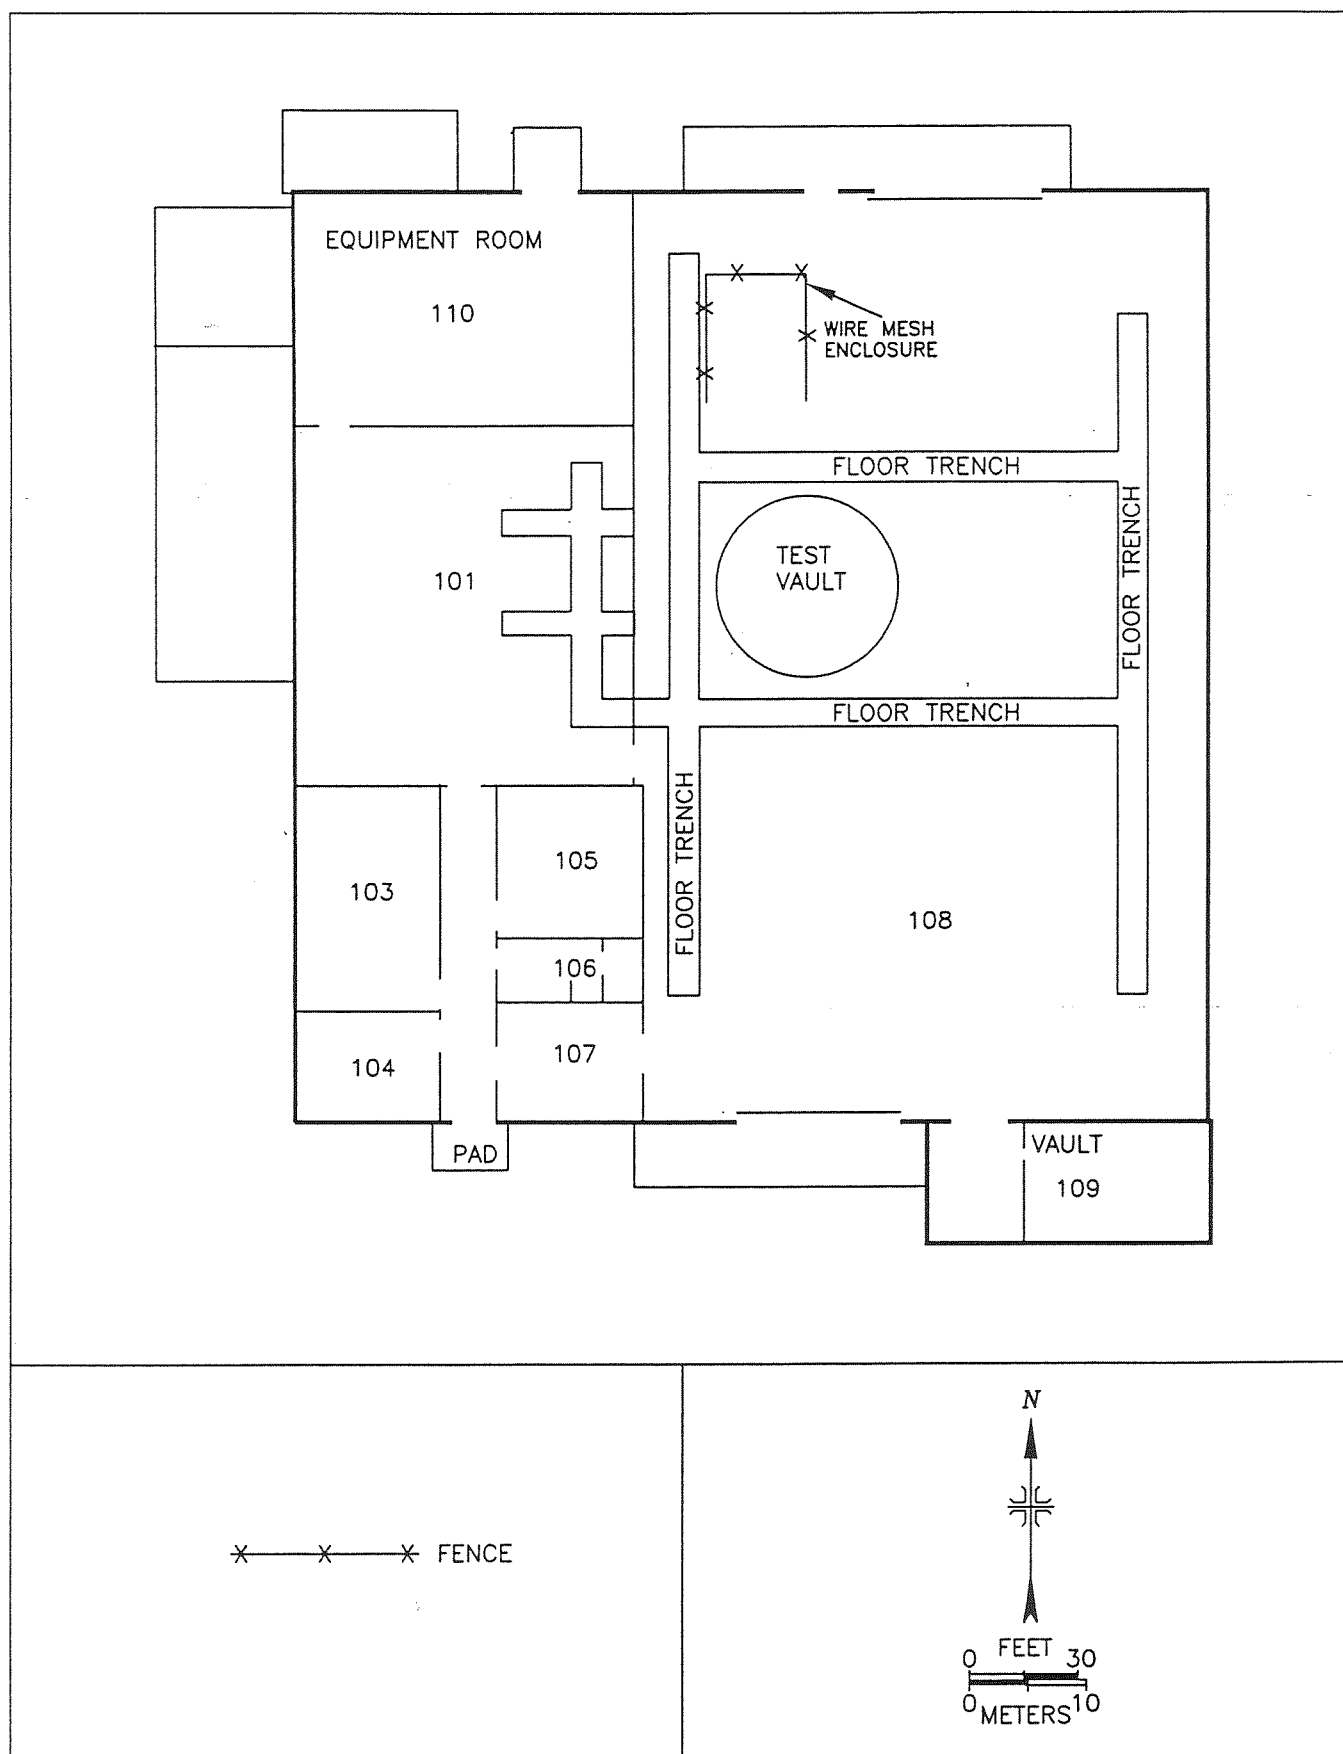 EQUIPMENT ROOM
110
WIRE MESH
ENCLOSURE
FLOOR TRENCH
TEST
VAULT
101
FLOOR TRENCH
FLOOR TRENCH
FLOOR TRENCH
105
103
108
106
107
104
PAD
VAULT
109
N
FENCE
FEET
0 30
0 10
METERS